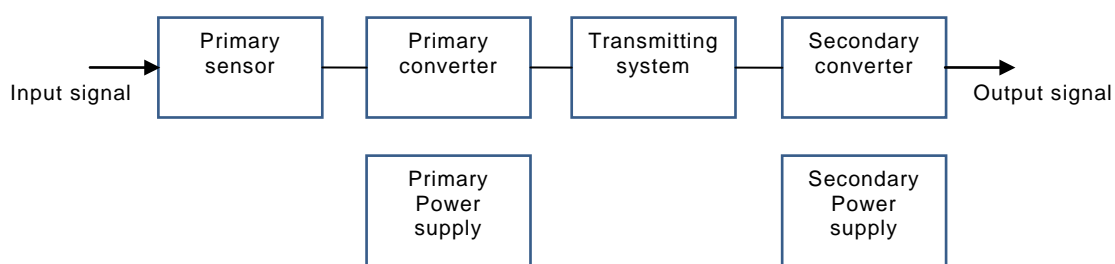 Primary
sensor
Primary
converter
Transmitting
system
Secondary
converter
Input signal
Output signal
Primary
Power
supply
Secondary
Power
supply